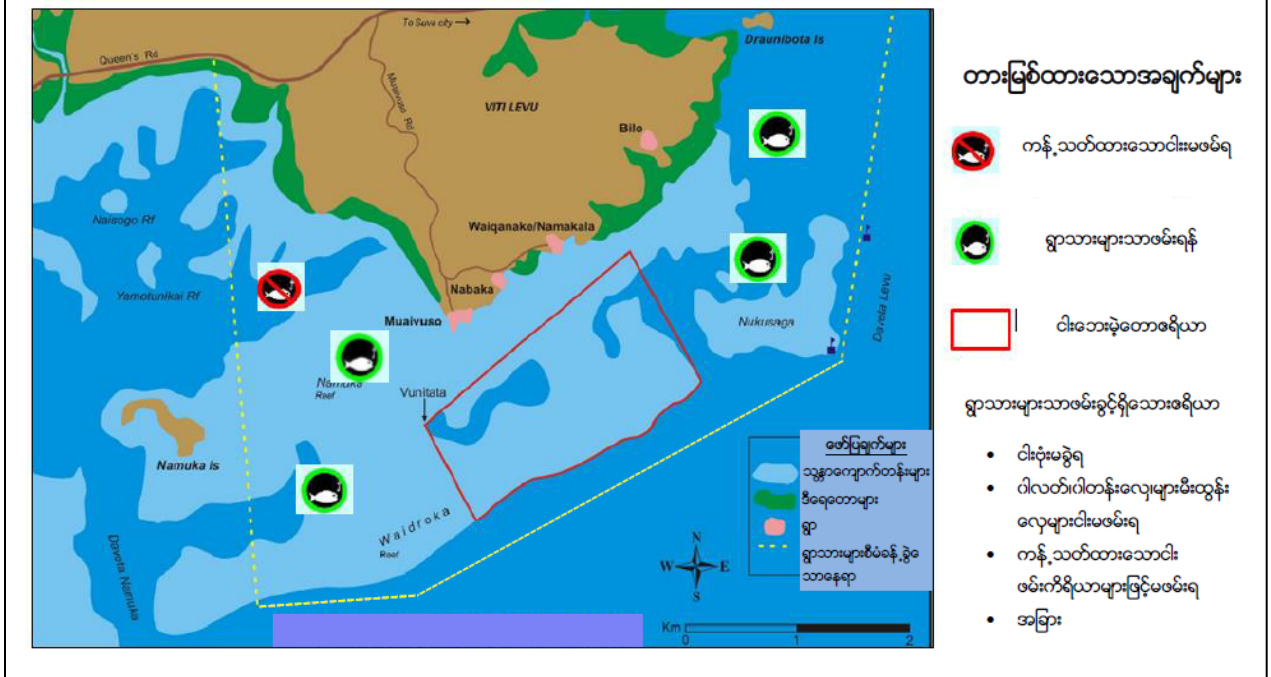 To Suva city →
Draunibota Is
Queen's Rd
Muaivuso Rd
VITI LEVU
Bilo
Naisogo Rf
Waiqanake/Namakala
Yamotunikai Rf
Nabaka
Muaivuso
Nukusaga
Daveta Levu
Namuka
Reef
Vunitata
Namuka Is
Waidroka
Reef
Daveta Namuka
ဖော်ပြချက်များ
သန္တာကျောက်တန်းများ
ဒီရေတောများ
ရွာ
ရွာသားများစီမံခန့်ခွဲ
သောနေရာ
N
W E
S
Km
0 1 2
တားမြစ်ထားသောအချက်များ
ကန့်သတ်ထားသောငါးမဖမ်ရ
ရွာသားများသာဖမ်းရန်
ငါးဘေးမဲ့တောဧရိယာ
ရွာသားများသာဖမ်းခွင့်ရှိသောဧရိယာ
• ငါးဗုံးမခွဲရ
• ဂါလတ်၊ဂါတန်းလှေ၊များမီးထွန်း
လှေများငါးမဖမ်းရ
• ကန့်သတ်ထားသောငါး
ဖမ်းကိရိယာများဖြင့်မဖမ်းရ
• အခြား